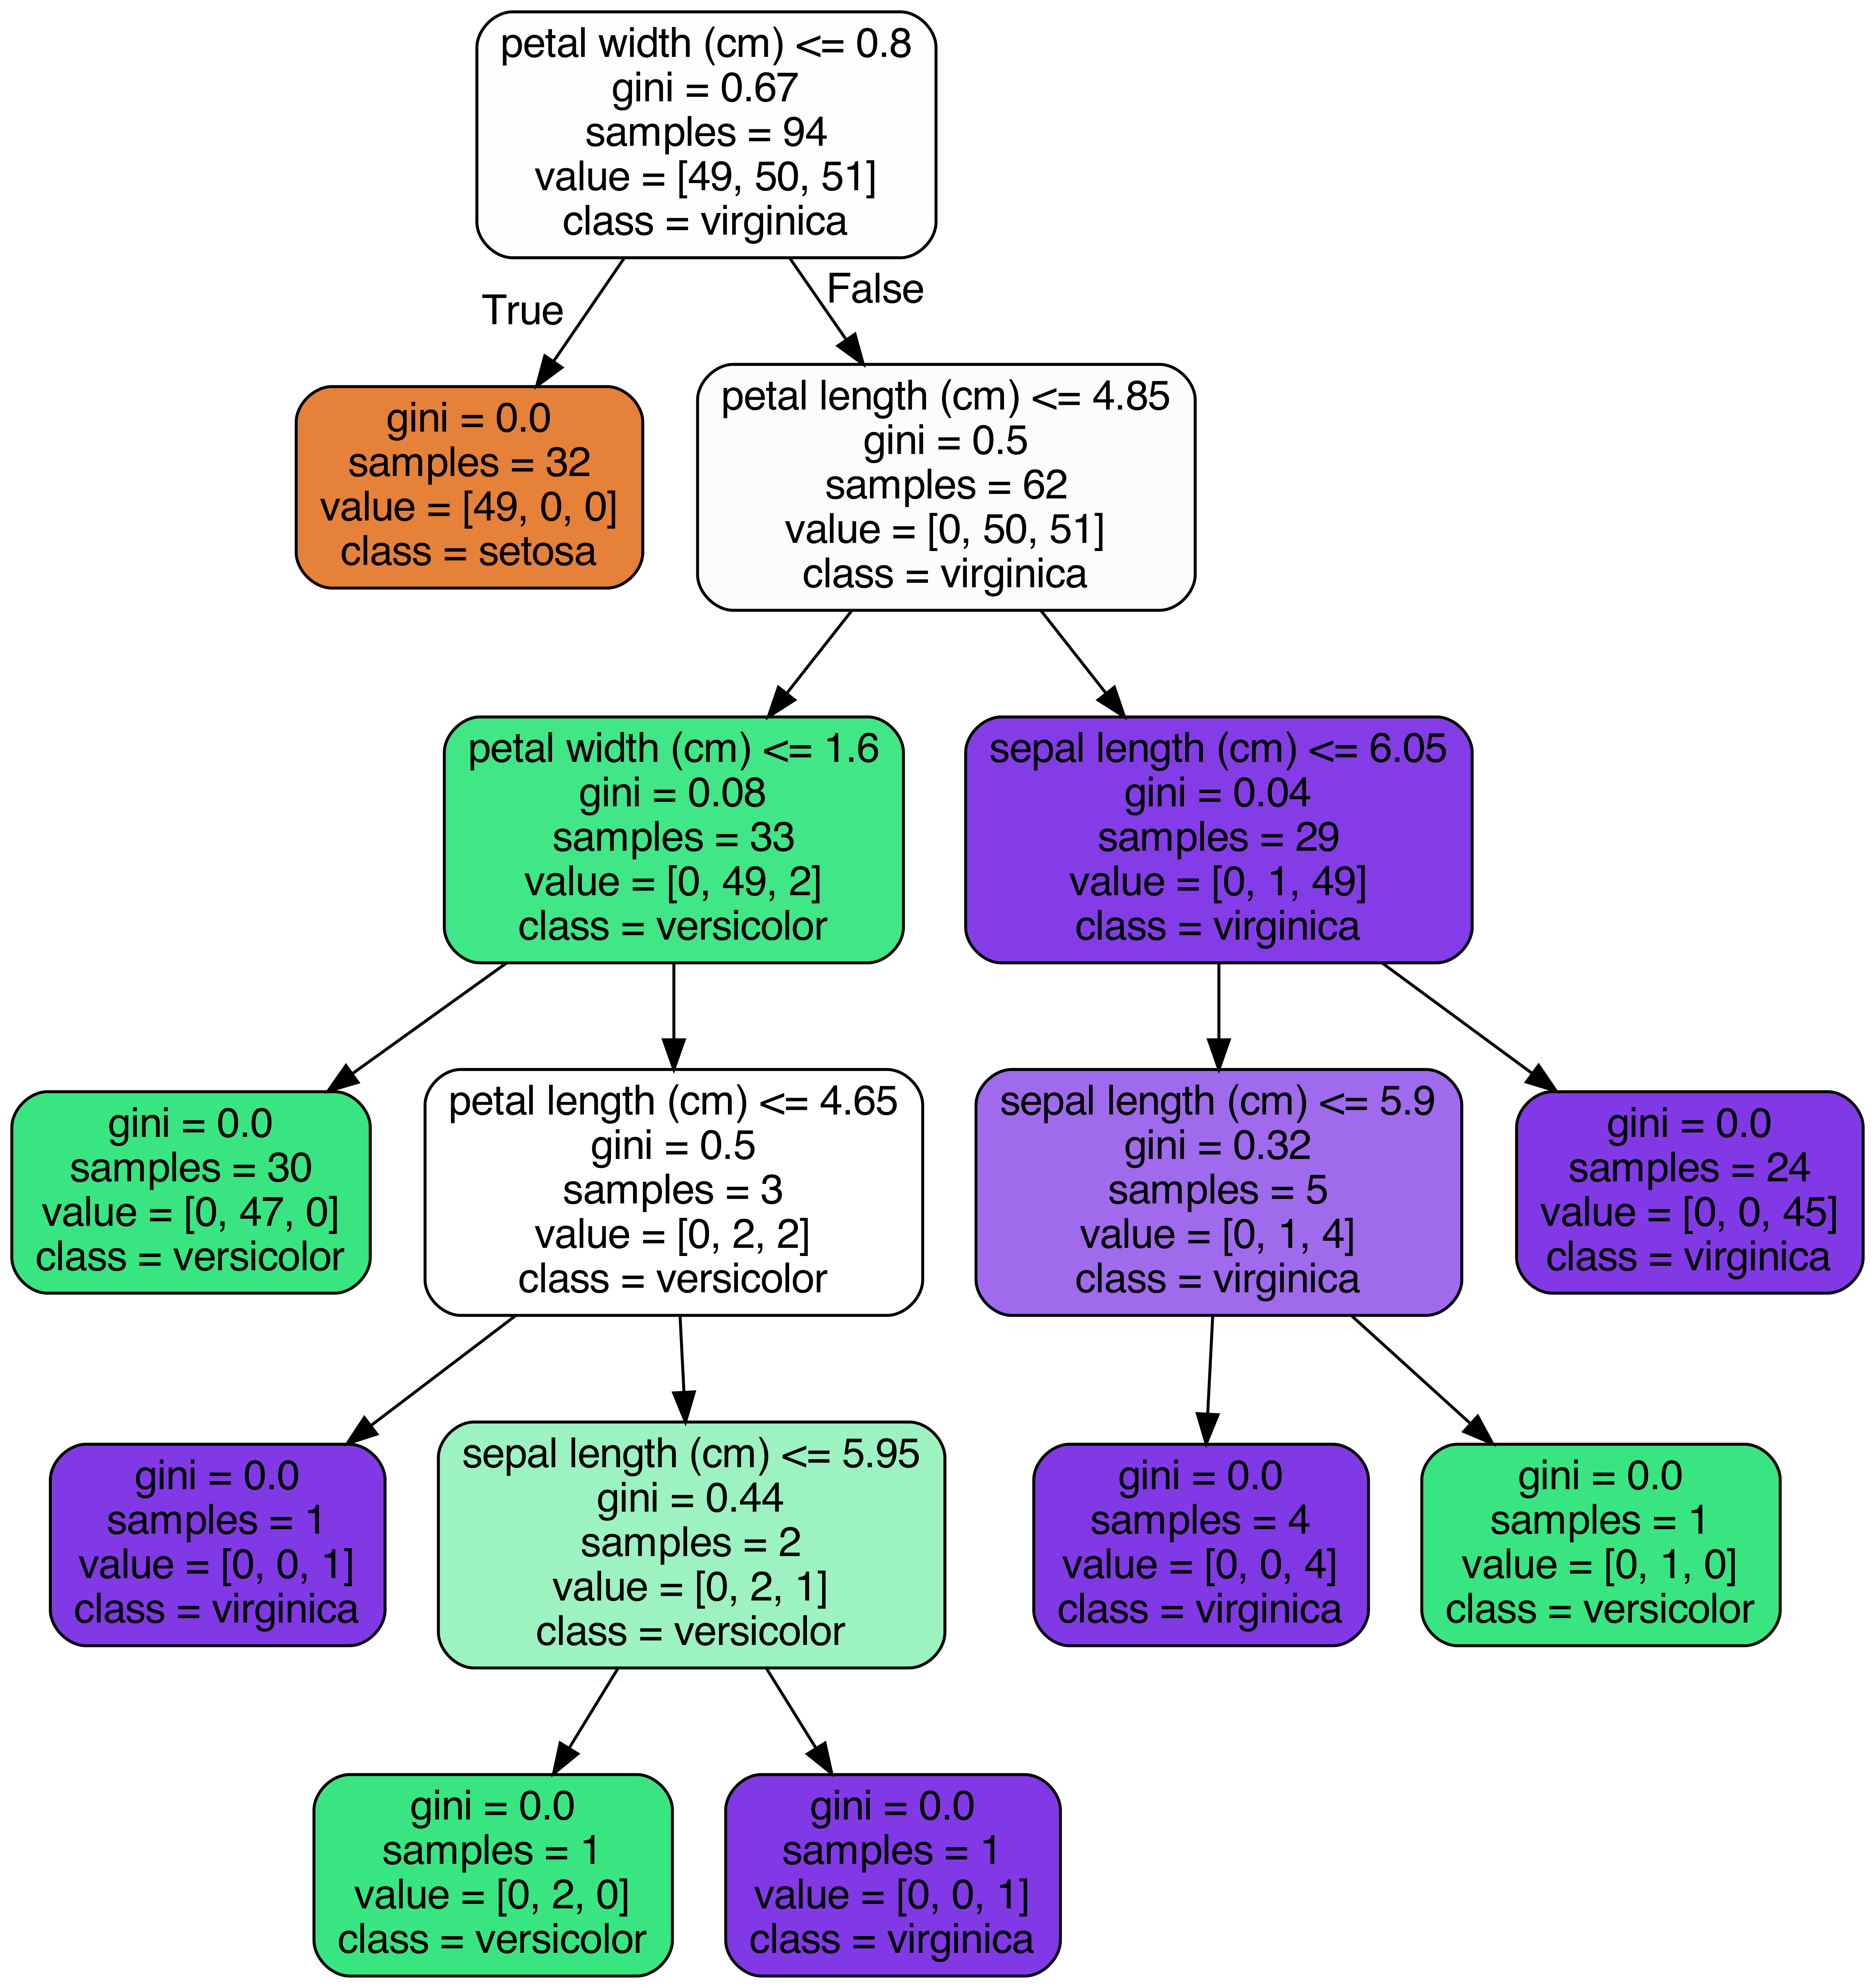 petal width (cm) <= 0.8
gini = 0.67
samples = 94
value = [49, 50, 51]
class = virginica
True
False
gini = 0.0
samples = 32
value = [49, 0, 0]
class = setosa
petal length (cm) <= 4.85
gini = 0.5
samples = 62
value = [0, 50, 51]
class = virginica
petal width (cm) <= 1.6
gini = 0.08
samples = 33
value = [0, 49, 2]
class = versicolor
sepal length (cm) <= 6.05
gini = 0.04
samples = 29
value = [0, 1, 49]
class = virginica
gini = 0.0
samples = 30
value = [0, 47, 0]
class = versicolor
petal length (cm) <= 4.65
gini = 0.5
samples = 3
value = [0, 2, 2]
class = versicolor
sepal length (cm) <= 5.9
gini = 0.32
samples = 5
value = [0, 1, 4]
class = virginica
gini = 0.0
samples = 24
value = [0, 0, 45]
class = virginica
gini = 0.0
samples = 1
value = [0, 0, 1]
class = virginica
sepal length (cm) <= 5.95
gini = 0.44
samples = 2
value = [0, 2, 1]
class = versicolor
gini = 0.0
samples = 4
value = [0, 0, 4]
class = virginica
gini = 0.0
samples = 1
value = [0, 1, 0]
class = versicolor
gini = 0.0
samples = 1
value = [0, 2, 0]
class = versicolor
gini = 0.0
samples = 1
value = [0, 0, 1]
class = virginica